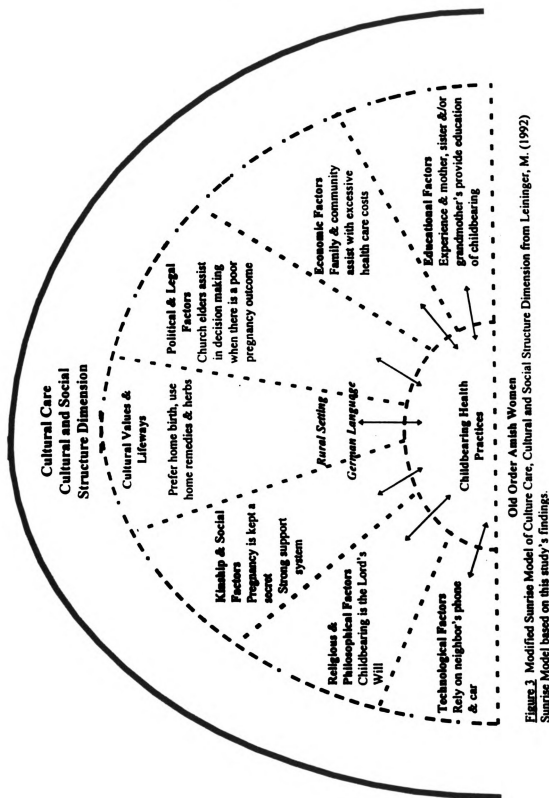 Cultural Care
Cultural and Social
Structure Dimension
Technological Factors
Rely on neighbor's phone
& car
Religious &
Philosophical Factors
Childbearing is the Lord's
Will
Kinship & Social
Factors
Pregnancy is kept a
secret
Strong support
system
Cultural Values &
Lifeways
Prefer home birth, use
home remedies & herbs
Political & Legal
Factors
Church elders assist
in decision making
when there is a poor
pregnancy outcome
Economic Factors
Family & community
assist with excessive
health care costs
Educational Factors
Experience & mother, sister &/or
grandmother's provide education
of childbearing
Rural Setting
German Language
Childbearing Health
Practices
Old Order Amish Women
Figure 3 Modified Sunrise Model of Culture Care, Cultural and Social Structure Dimension from Leininger, M. (1992)
Sunrise Model based on this study's findings.